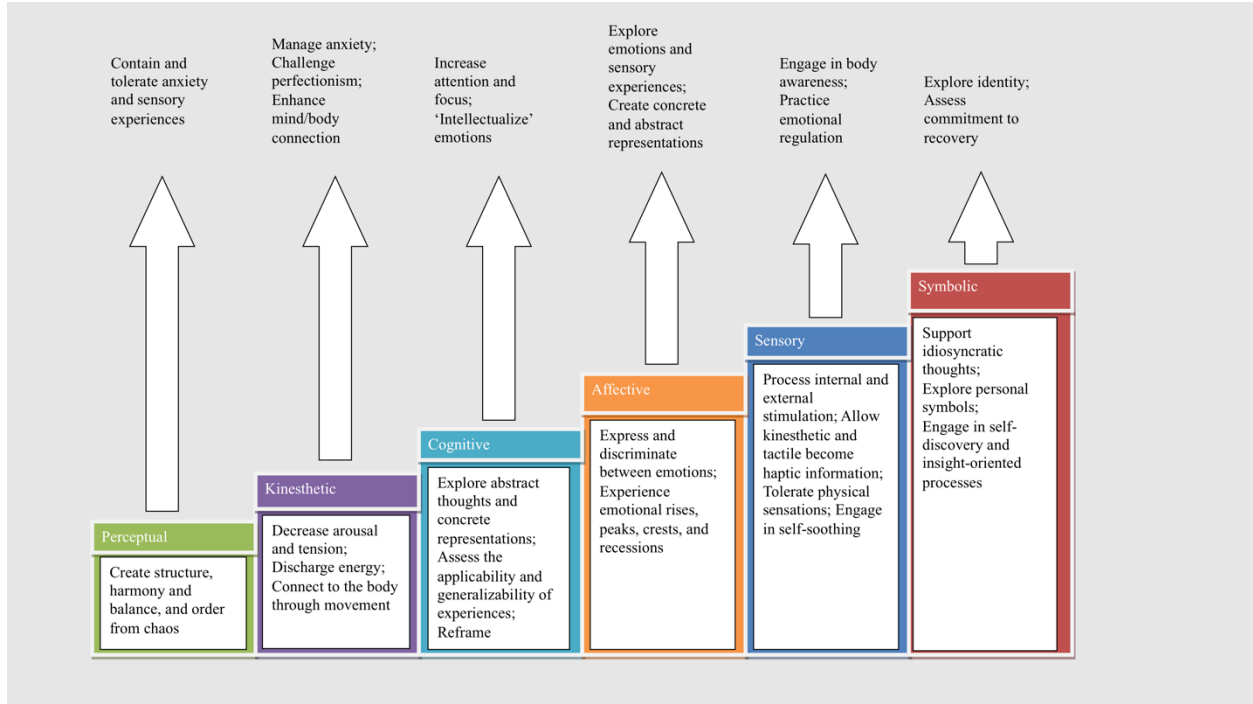 Contain and
tolerate anxiety
and sensory
experiences
Manage anxiety;
Challenge
perfectionism;
Enhance
mind/body
connection
Increase
attention and
focus;
‘Intellectualize’
emotions
Explore
emotions and
sensory
experiences;
Create concrete
and abstract
representations
Engage in body
awareness;
Practice
emotional
regulation
Explore identity;
Assess
commitment to
recovery
Perceptual
Create structure,
harmony and
balance, and order
from chaos
Kinesthetic
Decrease arousal
and tension;
Discharge energy;
Connect to the body
through movement
Cognitive
Explore abstract
thoughts and
concrete
representations;
Assess the
applicability and
generalizability of
experiences;
Reframe
Affective
Express and
discriminate
between emotions;
Experience
emotional rises,
peaks, crests, and
recessions
Sensory
Process internal and
external
stimulation; Allow
kinesthetic and
tactile become
haptic information;
Tolerate physical
sensations; Engage
in self-soothing
Symbolic
Support
idiosyncratic
thoughts;
Explore personal
symbols;
Engage in self-
discovery and
insight-oriented
processes